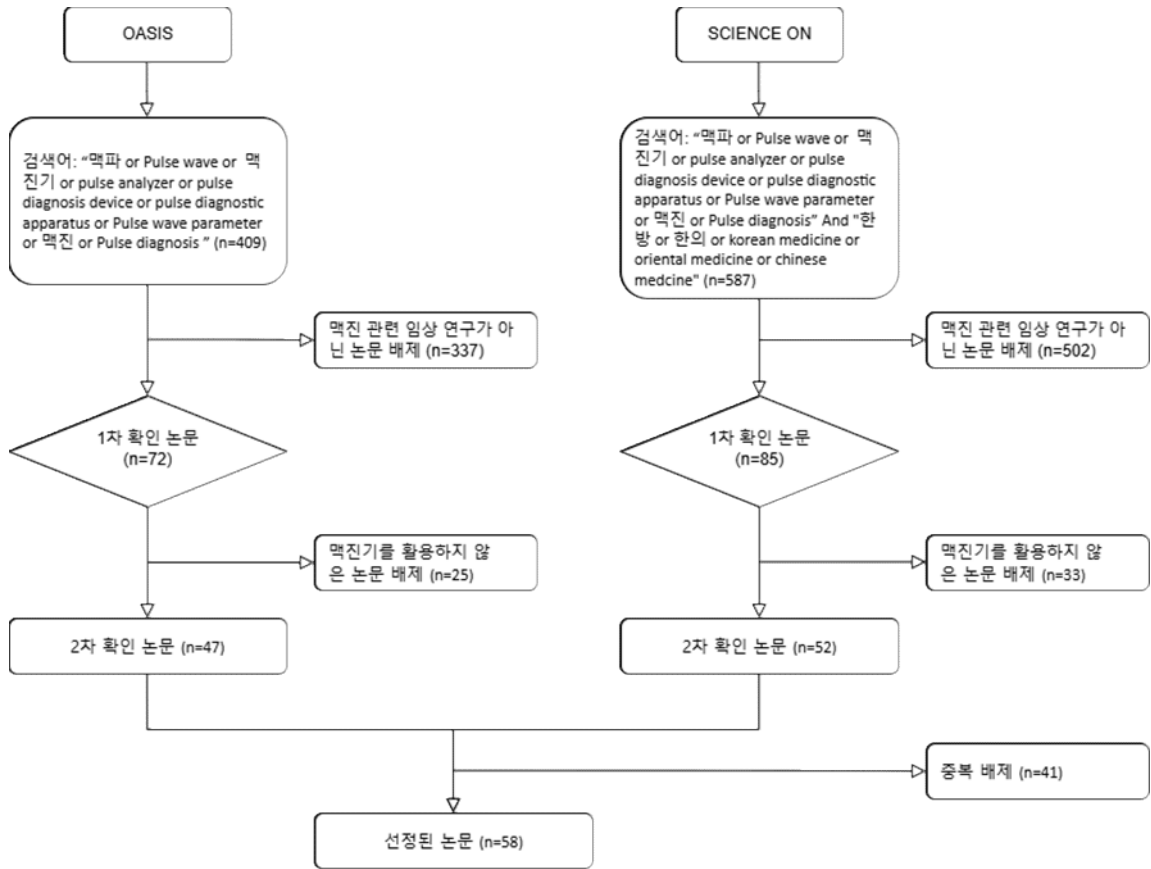 OASIS
SCIENCE ON
검색어: “맥파 or Pulse wave or 맥
진기 or pulse analyzer or pulse
diagnosis device or pulse diagnostic
apparatus or Pulse wave parameter
or 맥진 or Pulse diagnosis ” (n=409)
검색어: “맥파 or Pulse wave or 맥
진기 or pulse analyzer or pulse
diagnosis device or pulse diagnostic
apparatus or Pulse wave parameter
or 맥진 or Pulse diagnosis” And "한
방 or 한의 or korean medicine or
oriental medicine or chinese
medcine" (n=587)
맥진 관련 임상 연구가 아
닌 논문 배제 (n=337)
맥진 관련 임상 연구가 아
닌 논문 배제 (n=502)
1차 확인 논문
(n=72)
1차 확인 논문
(n=85)
맥진기를 활용하지 않
은 논문 배제 (n=25)
맥진기를 활용하지 않
은 논문 배제 (n=33)
2차 확인 논문 (n=47)
2차 확인 논문 (n=52)
중복 배제 (n=41)
선정된 논문 (n=58)